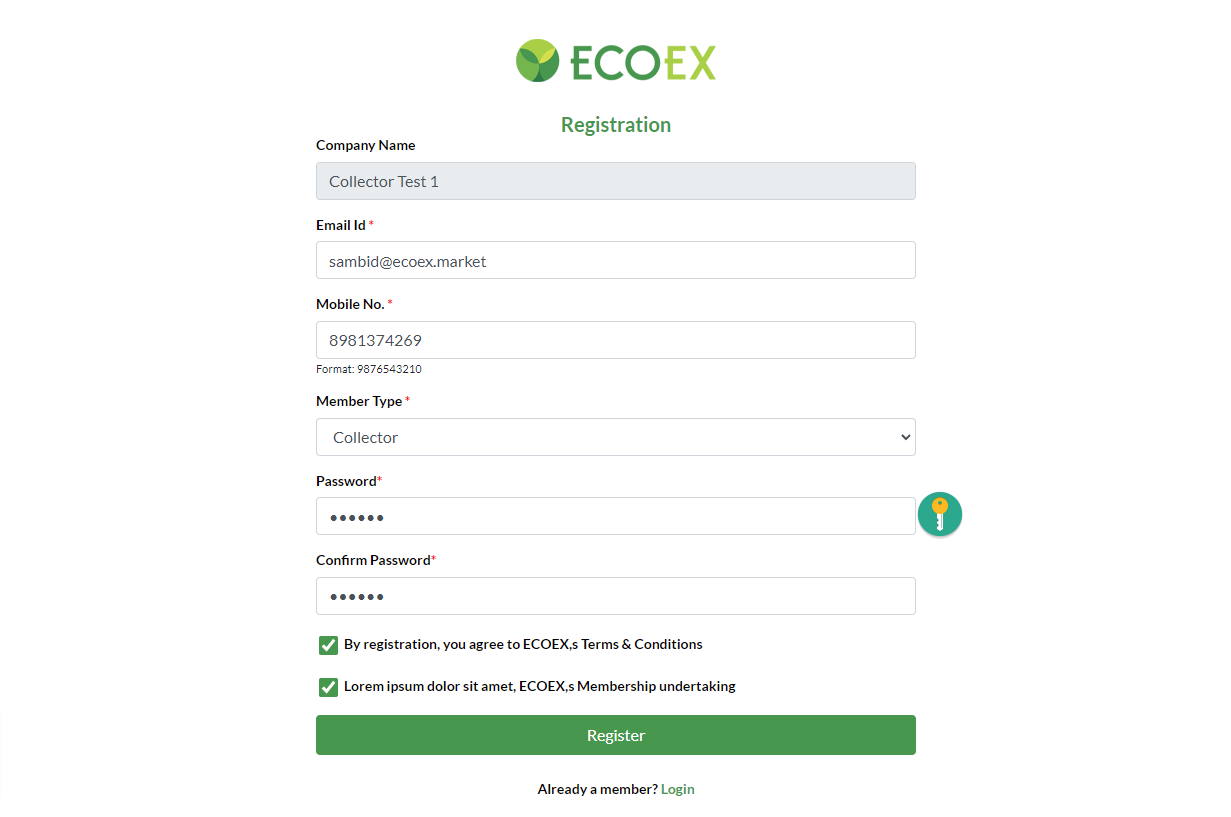 ECOEX
Registration
Company Name
Collector Test 1
Email Id *
sambid@ecoex.market
Mobile No. *
8981374269
Format: 9876543210
Member Type *
Collector
Password*
••••••
Confirm Password*
••••••
By registration, you agree to ECOEX,s Terms & Conditions
Lorem ipsum dolor sit amet, ECOEX,s Membership undertaking
Register
Already a member? Login